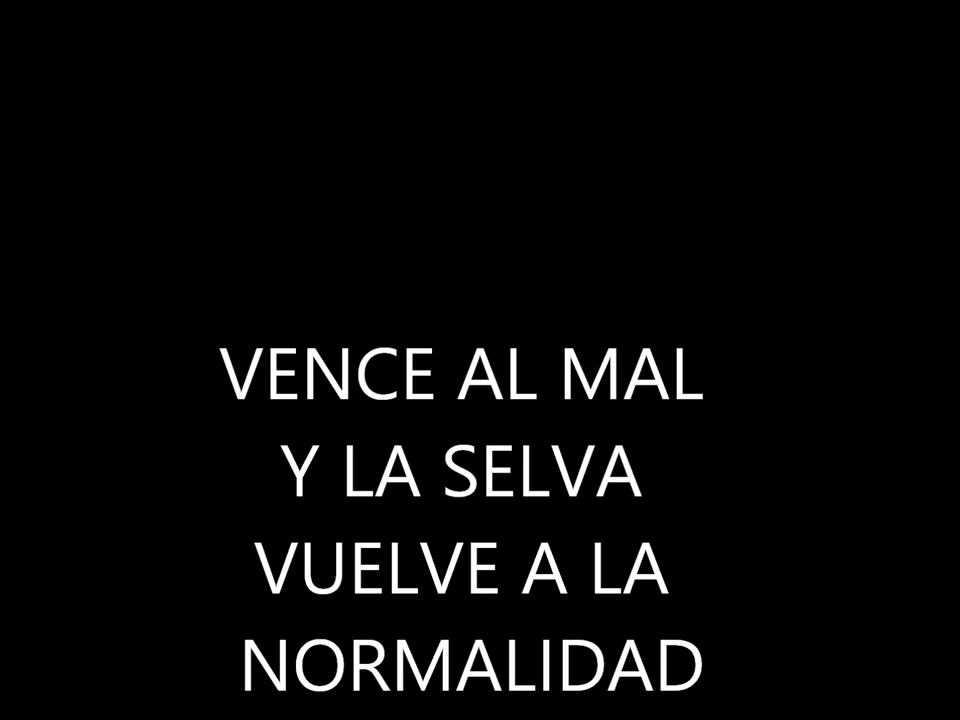 VENCE AL MAL
Y LA SELVA
VUELVE A LA
NORMALIDAD